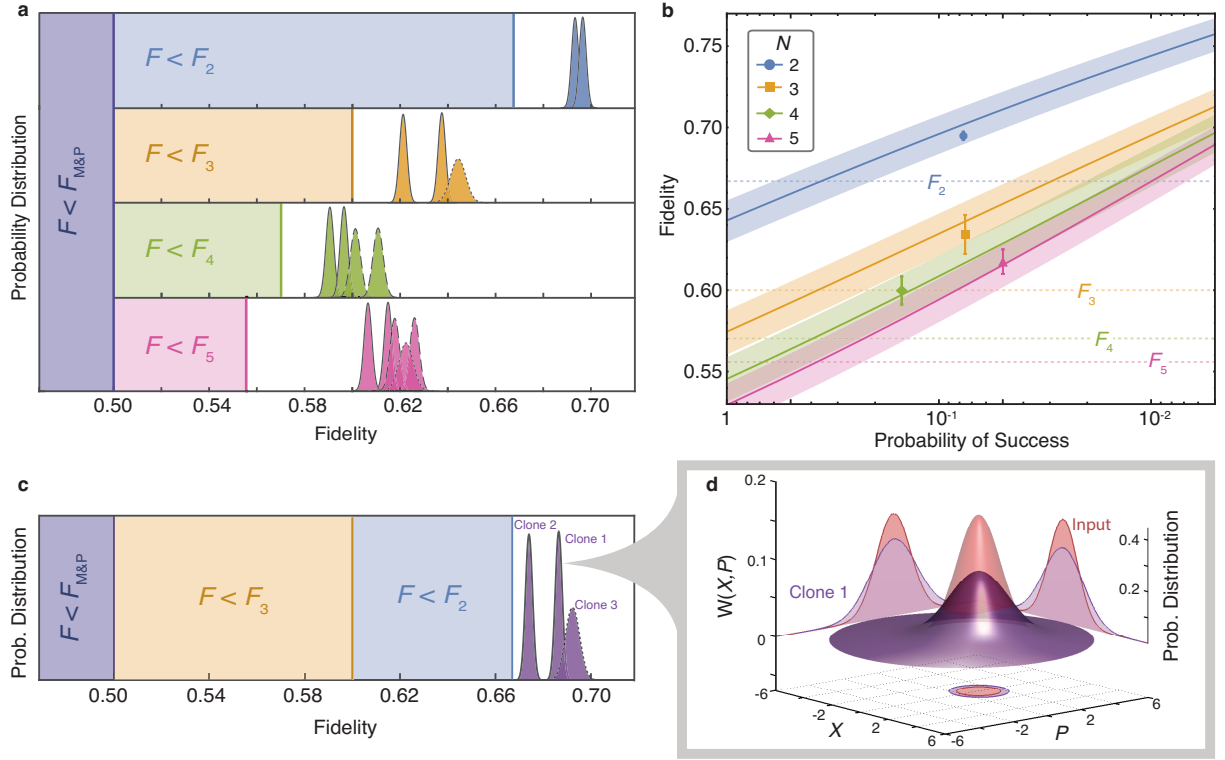 a
Probability Distribution
F < F_M&P
F < F_2
F < F_3
F < F_4
F < F_5
0.50 0.54 0.58 0.62 0.66 0.70
Fidelity
b
Fidelity
0.75
0.70
0.65
0.60
0.55
N
2
3
4
5
F_2
F_3
F_4
F_5
1 10^-1 10^-2
Probability of Success
c
Prob. Distribution
F < F_M&P
F < F_3
F < F_2
Clone 2
Clone 1
Clone 3
0.50 0.54 0.58 0.62 0.66 0.70
Fidelity
d
W(X,P)
0.2
0.1
0
-6
-2
2
6
X
-6
-2
2
6
P
Input
Clone 1
0.4
0.2
Prob. Distribution